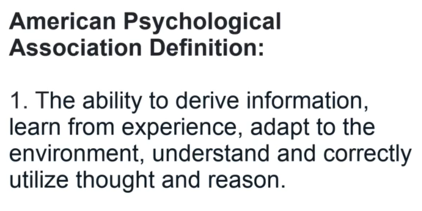 American Psychological
Association Definition:
1. The ability to derive information,
learn from experience, adapt to the
environment, understand and correctly
utilize thought and reason.